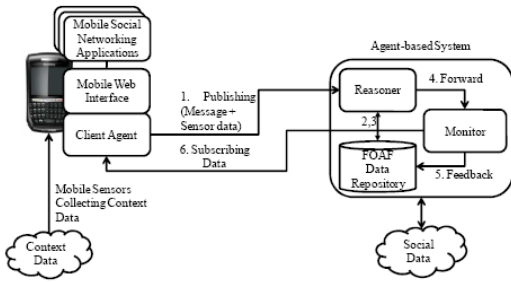 Mobile Social
Networking
Applications
Mobile Web
Interface
Client Agent
Mobile Sensors
Collecting Context
Data
Context
Data
1. Publishing
(Message +
Sensor data)
6. Subscribing
Data
Agent-based System
Reasoner
4. Forward
2,3
Monitor
FOAF
Data
Repository
5. Feedback
Social
Data